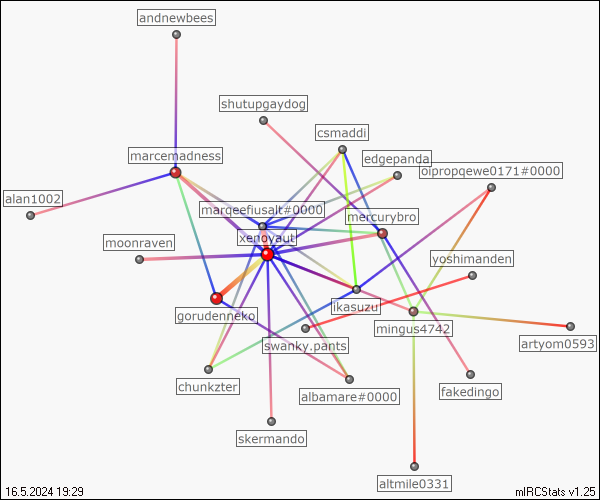 andnewbees
shutupgaydog
csmaddi
marcemadness
edgepanda
oipropqewe0171#0000
alan1002
marqeefiusalt#0000
mercurybro
moonraven
xenoyaut
yoshimanden
gorudenneko
ikasuzu
mingus4742
swanky.pants
artyom0593
chunkzter
albamare#0000
fakedingo
skermando
altmile0331
16.5.2024 19:29
mIRCStats v1.25